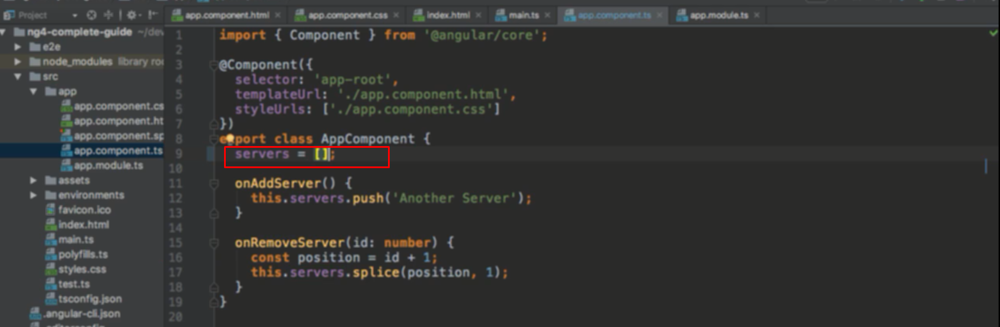 Project
app.component.html
app.component.css
index.html
main.ts
app.component.ts
app.module.ts
ng4-complete-guide ~/dev
e2e
node_modules library roo
src
app
app.component.cs
app.component.ht
app.component.sp
app.component.ts
app.module.ts
assets
environments
favicon.ico
index.html
main.ts
polyfills.ts
styles.css
test.ts
tsconfig.json
.angular-cli.json
1 import { Component } from '@angular/core';
2
3 @Component({
4 selector: 'app-root',
5 templateUrl: './app.component.html',
6 styleUrls: ['./app.component.css']
7 })
8 export class AppComponent {
9 servers = [];
10
11 onAddServer() {
12 this.servers.push('Another Server');
13 }
14
15 onRemoveServer(id: number) {
16 const position = id + 1;
17 this.servers.splice(position, 1);
18 }
19 }
20